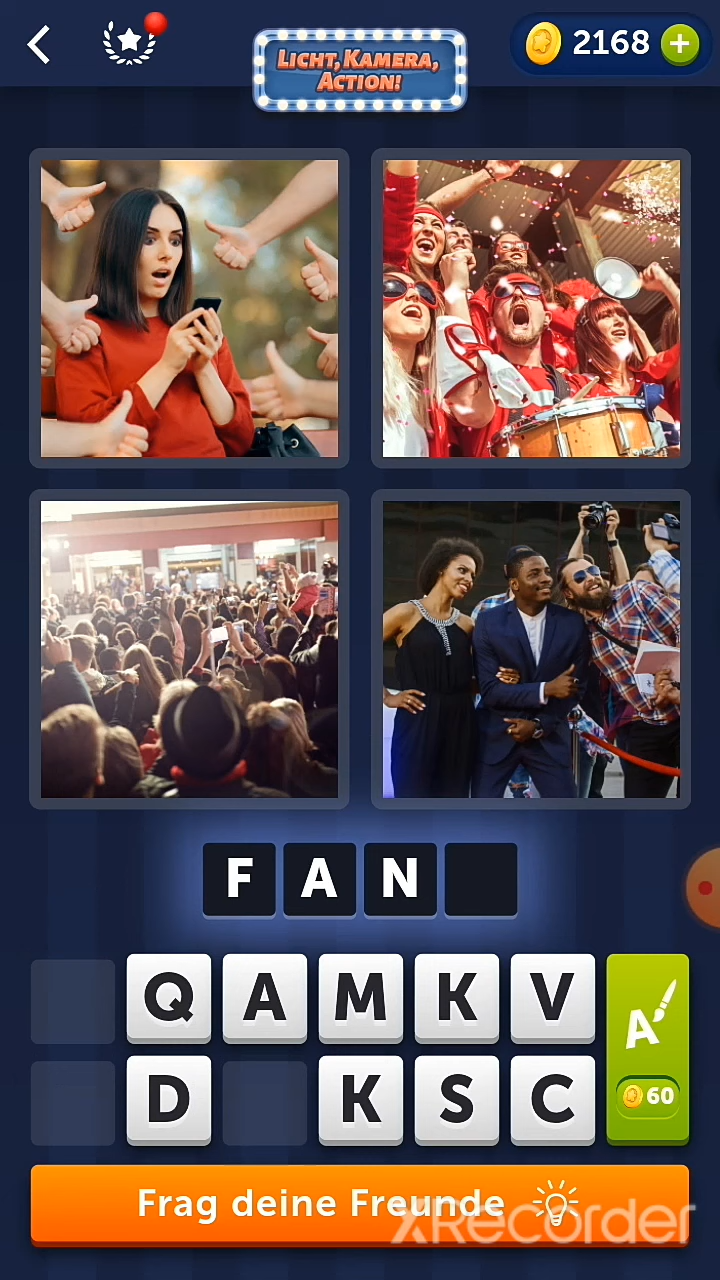 LICHT, KAMERA,
ACTION!
2168
F A N
Q A M K V
A
D K S C
60
Frag deine Freunde
XRecorder